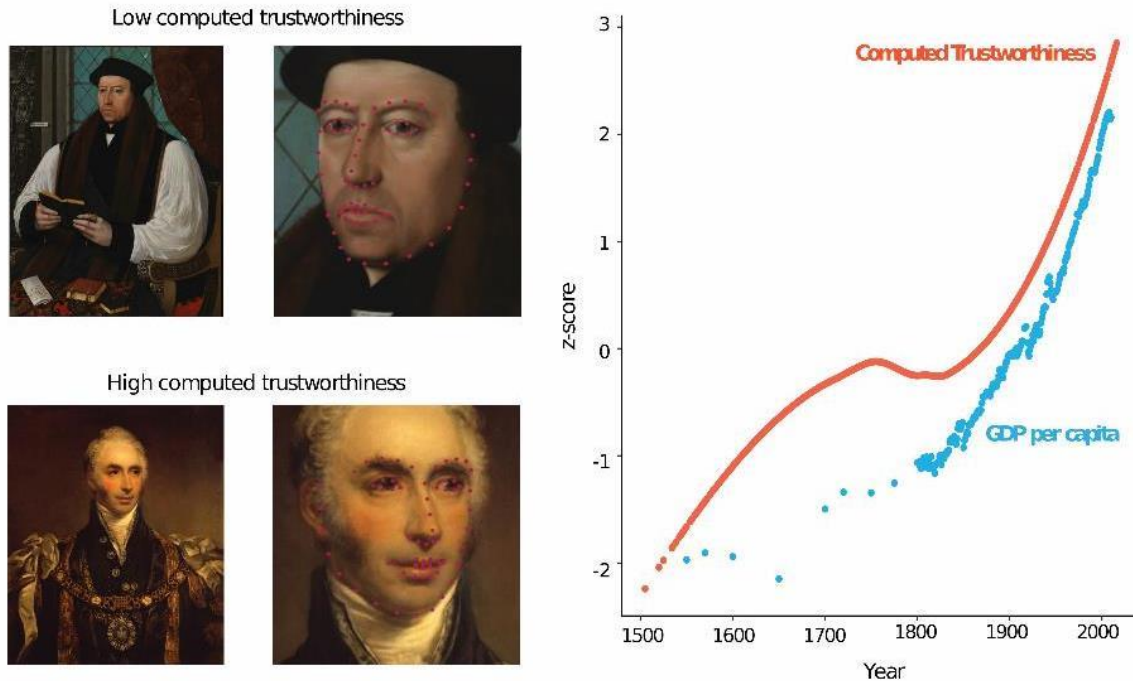 Low computed trustworthiness
High computed trustworthiness
Computed Trustworthiness
GDP per capita
z-score
3
2
1
0
-1
-2
1500 1600 1700 1800 1900 2000
Year